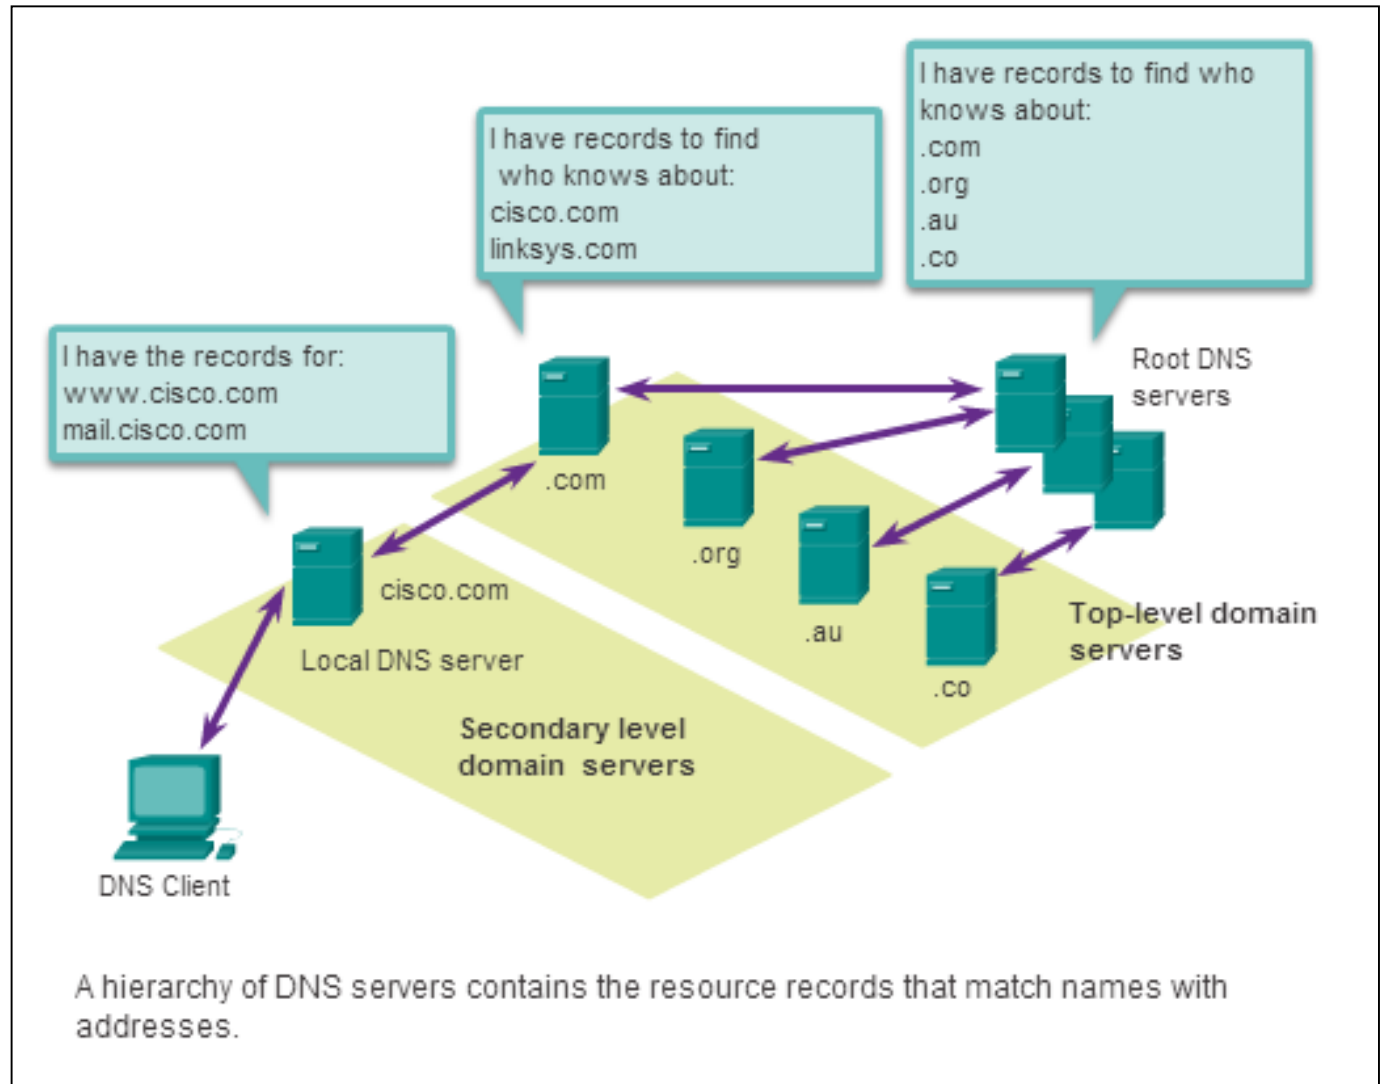 I have records to find who
knows about:
.com
.org
.au
.co
I have records to find
who knows about:
cisco.com
linksys.com
I have the records for:
www.cisco.com
mail.cisco.com
Root DNS
servers
.com
.org
.au
.co
Top-level domain
servers
cisco.com
Local DNS server
Secondary level
domain servers
DNS Client
A hierarchy of DNS servers contains the resource records that match names with
addresses.